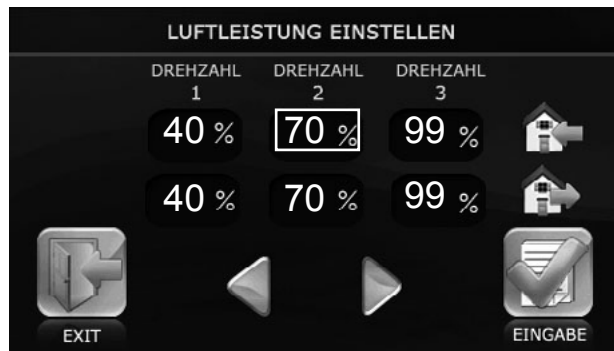 LUFTLEISTUNG EINSTELLEN
DREHZAHL 1 DREHZAHL 2 DREHZAHL 3
40 % 70 % 99 %
40 % 70 % 99 %
EXIT EINGABE